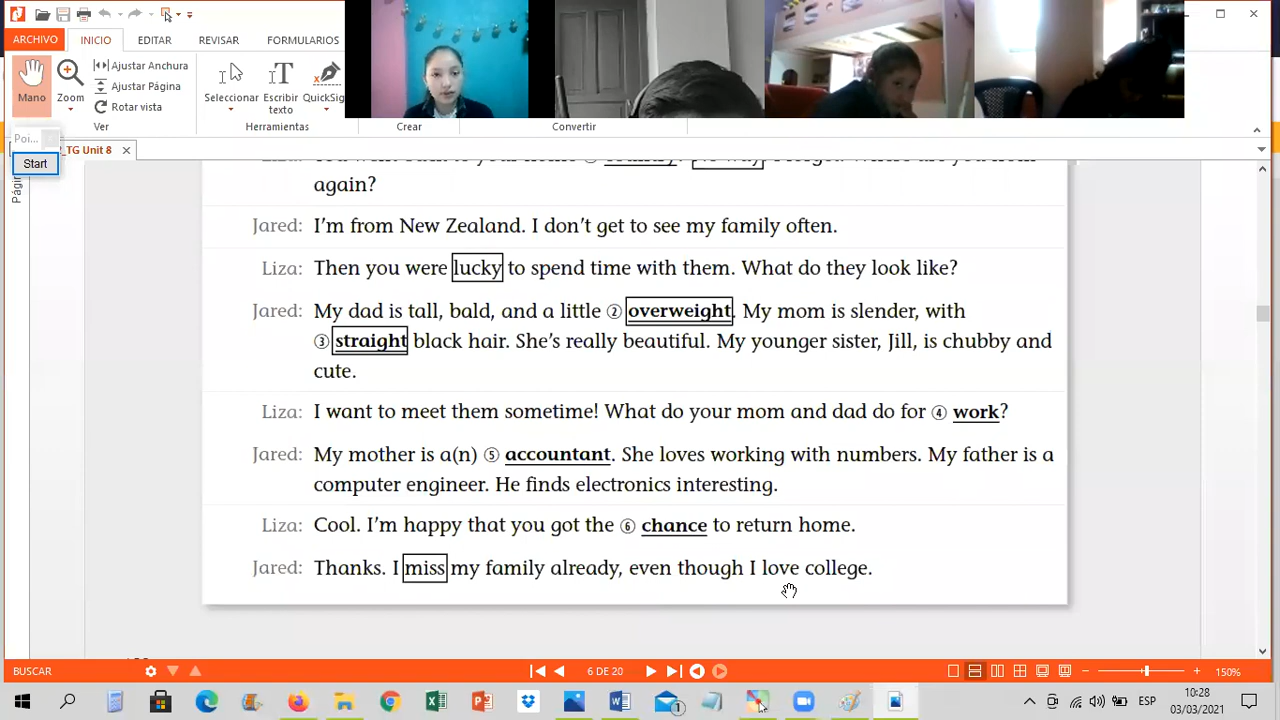 ARCHIVO INICIO EDITAR REVISAR FORMULARIOS
Mano
Zoom
Ajustar Anchura
Ajustar Página
Rotar vista
Seleccionar
Escribir texto
QuickSig
Ver Herramientas Crear Convertir
Poi...
_TG Unit 8
Start
Págin
again?
Jared: I'm from New Zealand. I don't get to see my family often.
Liza: Then you were lucky to spend time with them. What do they look like?
Jared: My dad is tall, bald, and a little ② overweight. My mom is slender, with
③ straight black hair. She's really beautiful. My younger sister, Jill, is chubby and
cute.
Liza: I want to meet them sometime! What do your mom and dad do for ④ work?
Jared: My mother is a(n) ⑤ accountant. She loves working with numbers. My father is a
computer engineer. He finds electronics interesting.
Liza: Cool. I'm happy that you got the ⑥ chance to return home.
Jared: Thanks. I miss my family already, even though I love college.
BUSCAR 6 DE 20 150%
1
ESP
10:28
03/03/2021